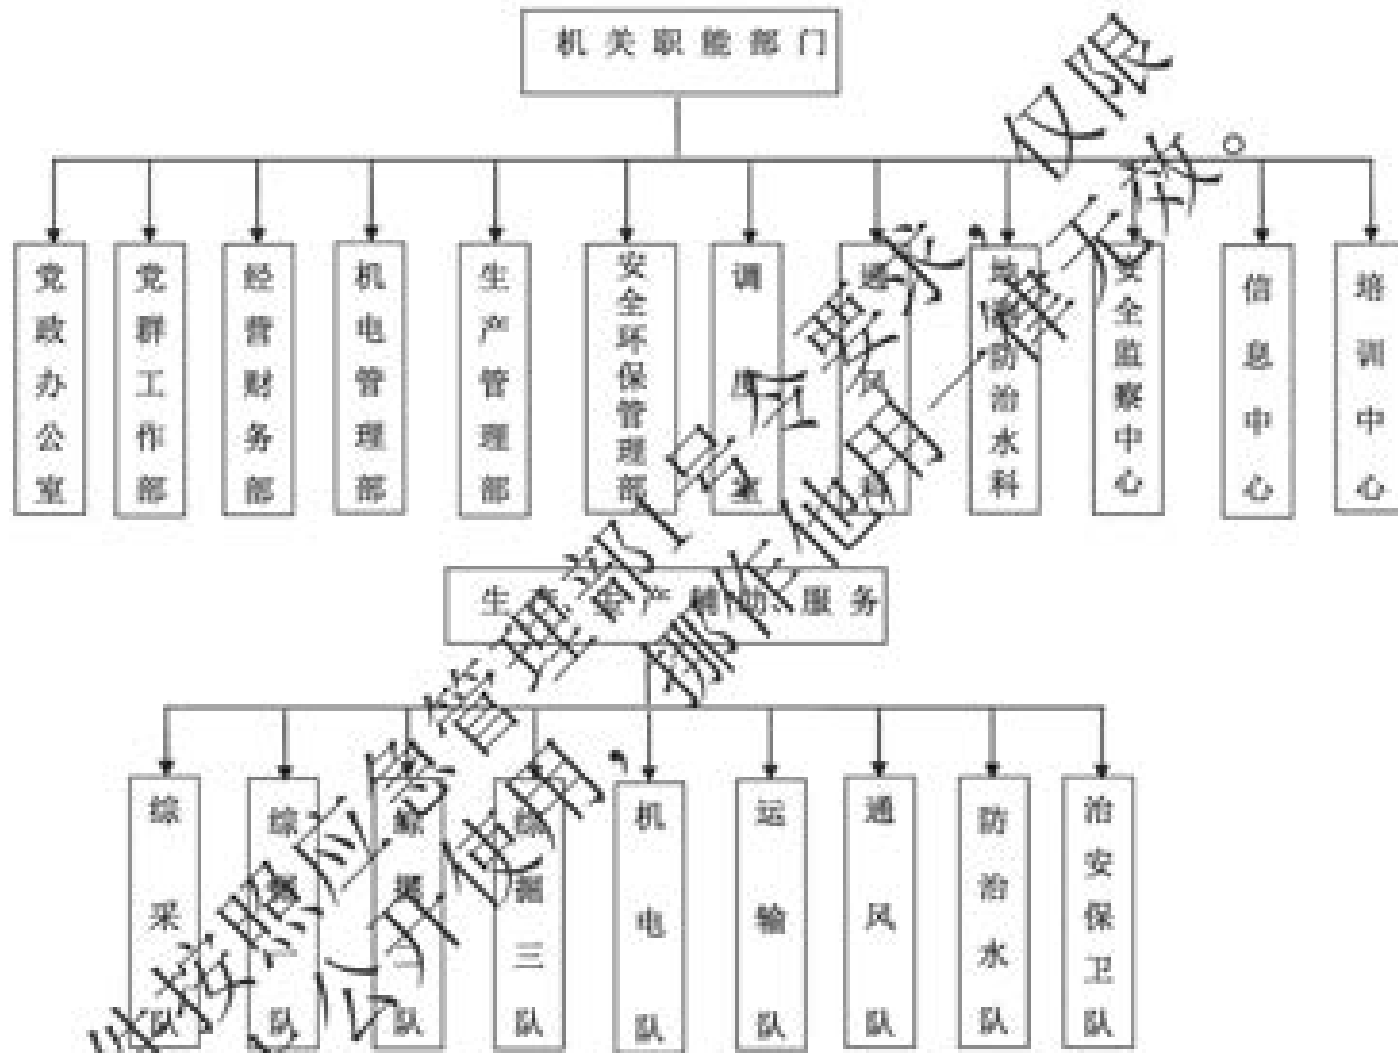 机关职能部门
党政办公室
党群工作部
经营财务部
机电管理部
生产管理部
安全环保管理部
调度室
通风科
防治水科
安全监察中心
信息中心
培训中心
生产 辅助、服务
综采队
综掘队
综掘二队
综掘三队
机电队
运输队
通风队
防治水队
治安保卫队
按照应急管理部1号位要求,仅限
公开使用,挪作他用一律无效。